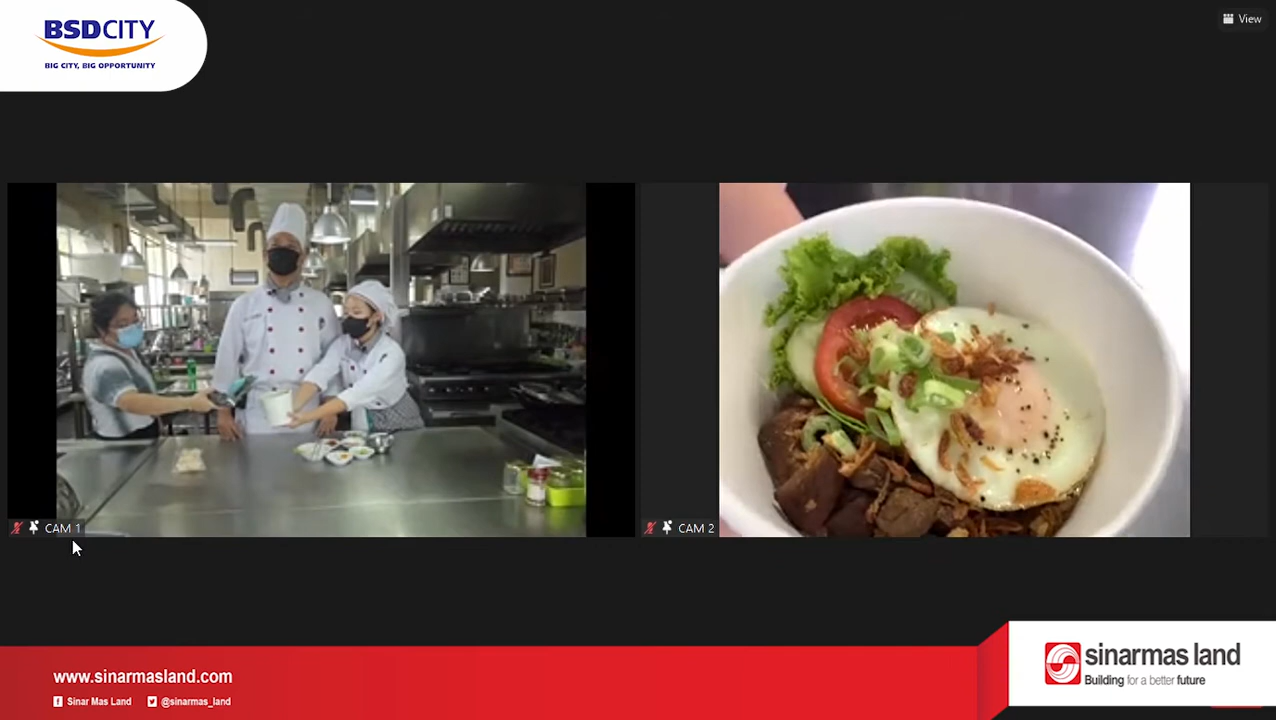 BSDCITY
BIG CITY, BIG OPPORTUNITY
View
CAM 1
CAM 2
www.sinarmasland.com
Sinar Mas Land @sinarmas_land
sinarmas land
Building for a better future